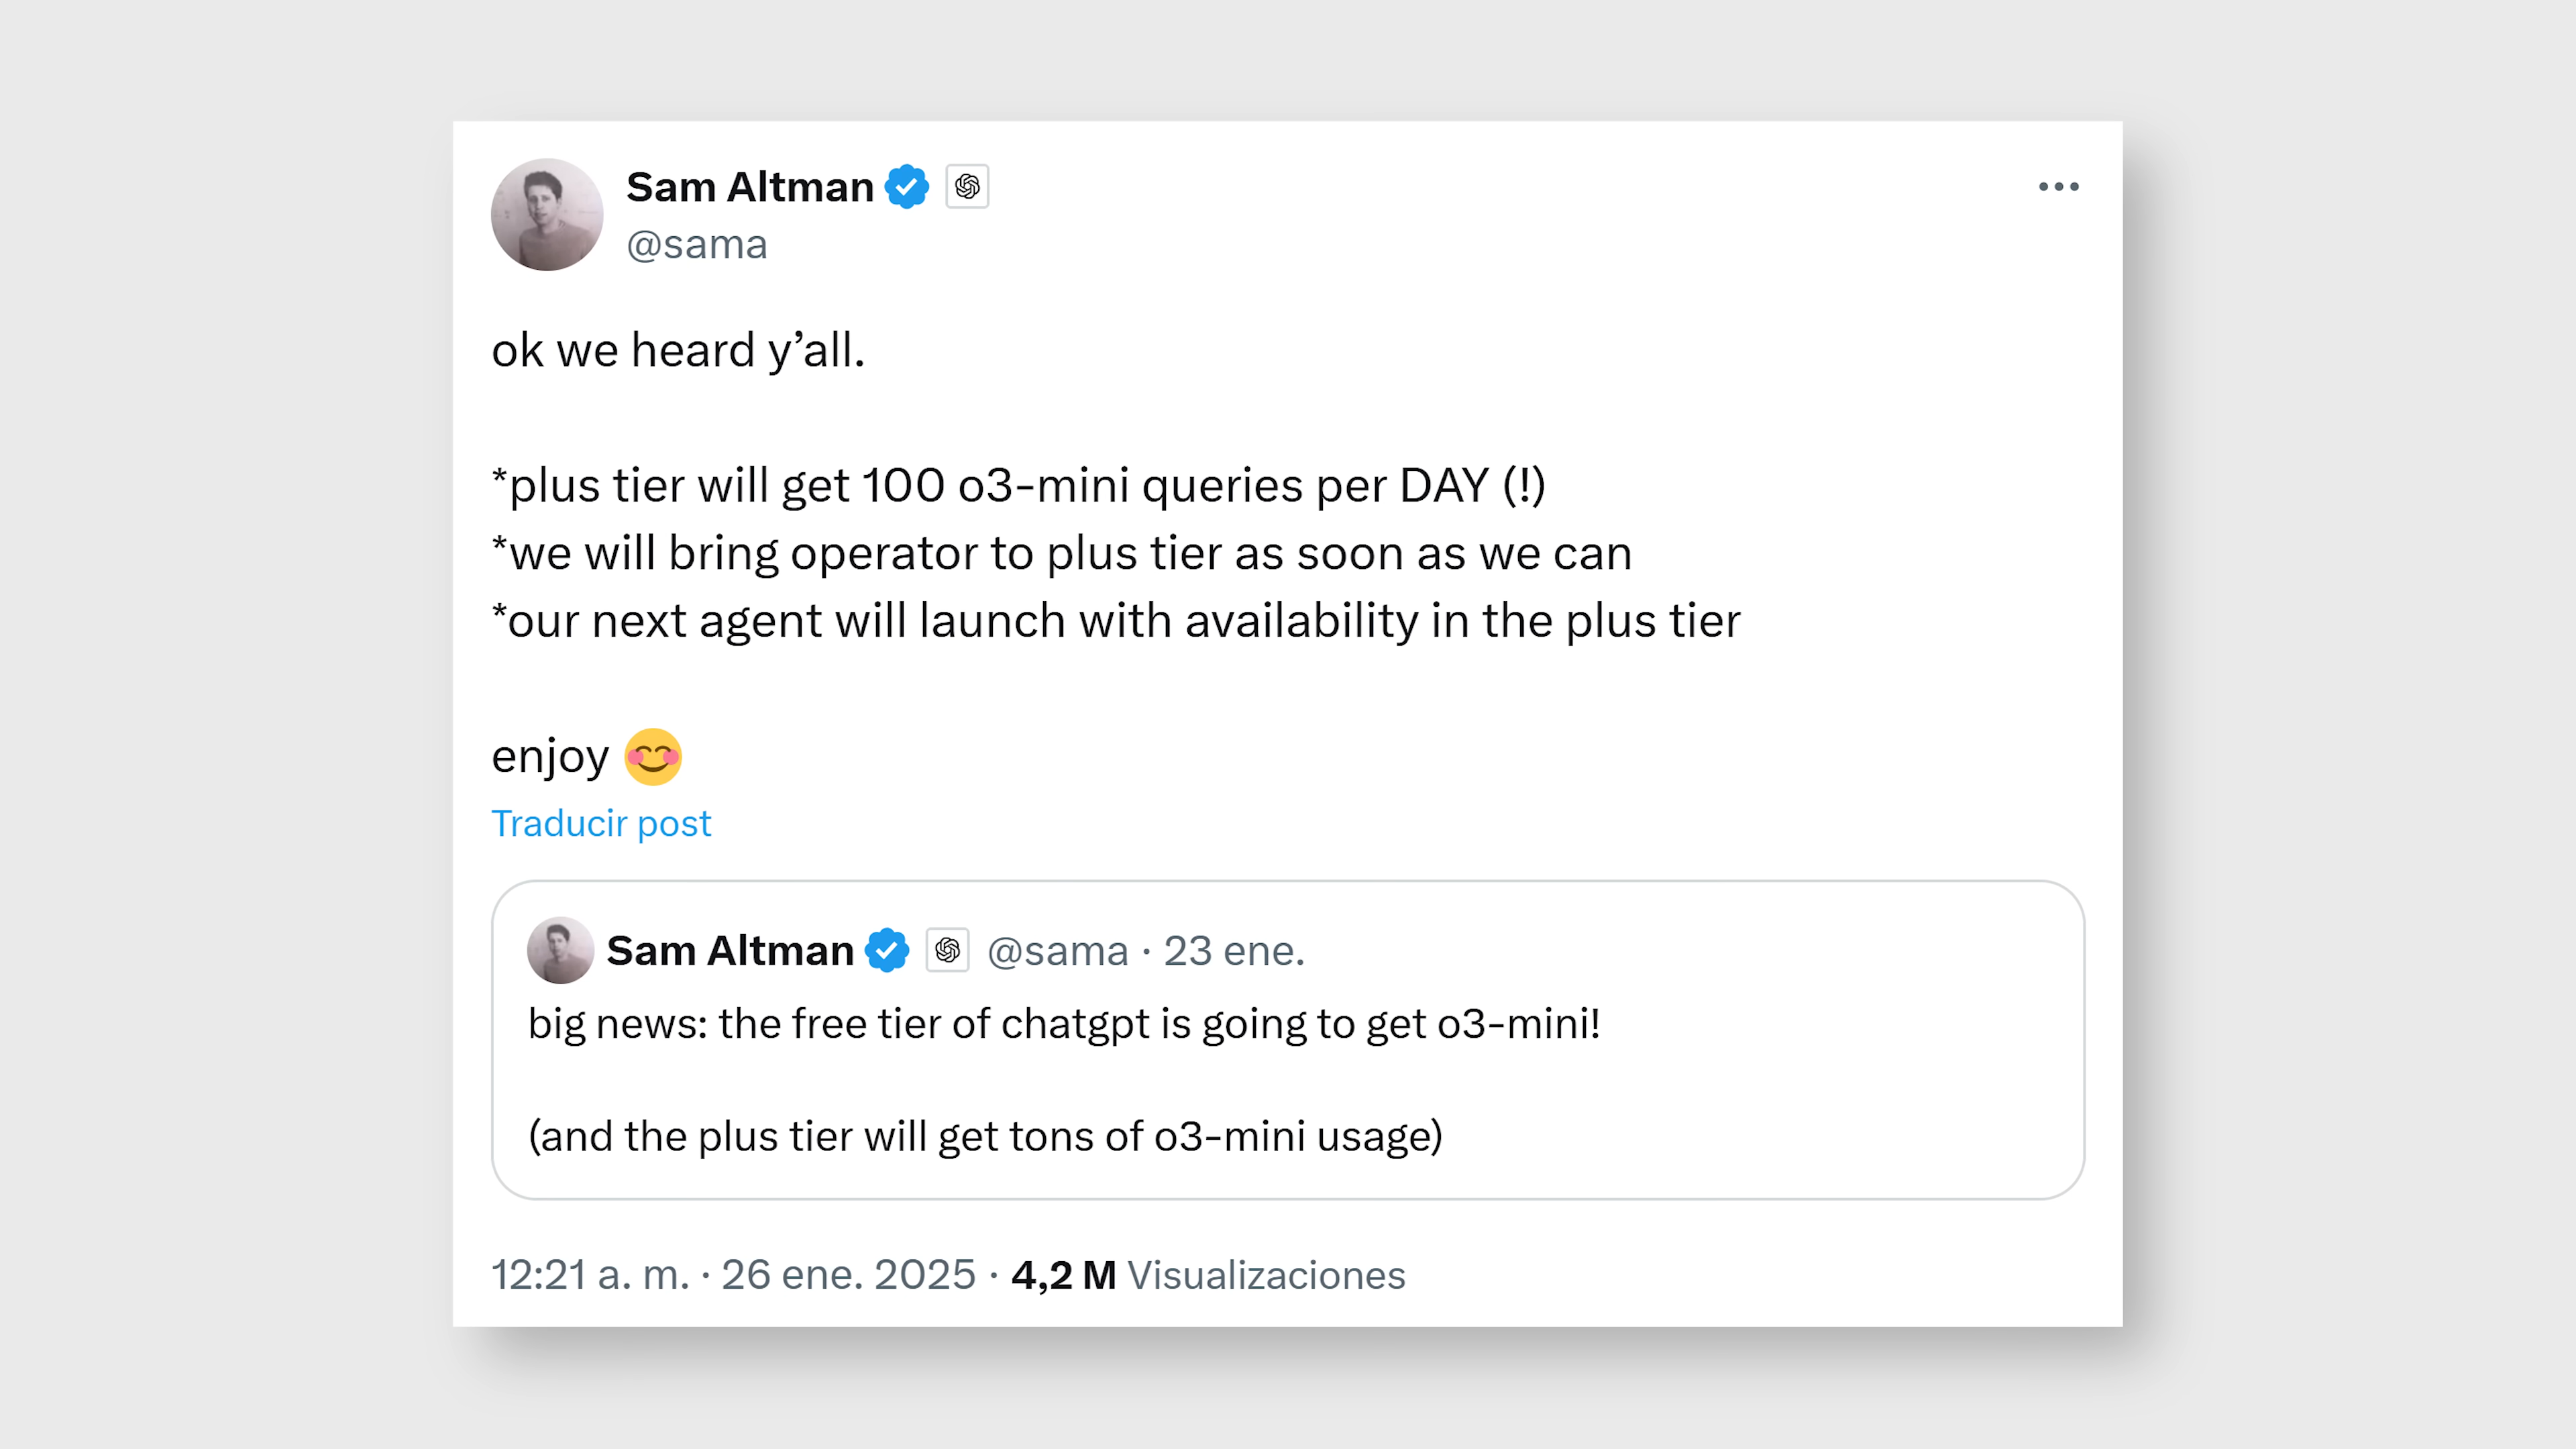 Sam Altman
@sama
ok we heard y’all.
*plus tier will get 100 o3-mini queries per DAY (!)
*we will bring operator to plus tier as soon as we can
*our next agent will launch with availability in the plus tier
enjoy 😊
Traducir post
Sam Altman @sama · 23 ene.
big news: the free tier of chatgpt is going to get o3-mini!
(and the plus tier will get tons of o3-mini usage)
12:21 a. m. · 26 ene. 2025 · 4,2 M Visualizaciones